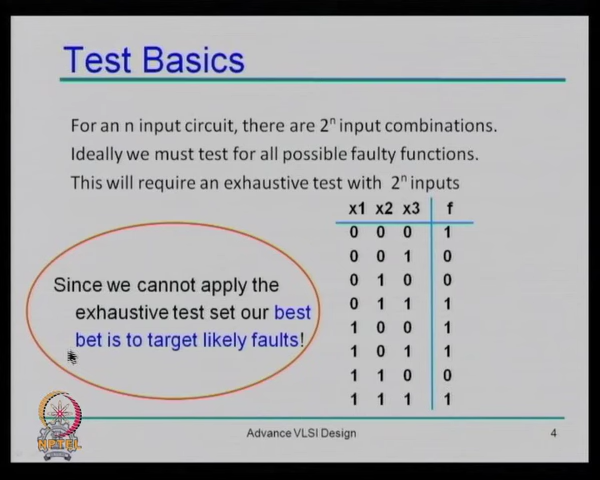 Test Basics
For an n input circuit, there are 2ⁿ input combinations.
Ideally we must test for all possible faulty functions.
This will require an exhaustive test with 2ⁿ inputs
x1 x2 x3 f
0 0 0 1
0 0 1 0
0 1 0 0
0 1 1 1
1 0 0 1
1 0 1 1
1 1 0 0
1 1 1 1
Since we cannot apply the
exhaustive test set our best
bet is to target likely faults!
NPTEL
Advance VLSI Design
4